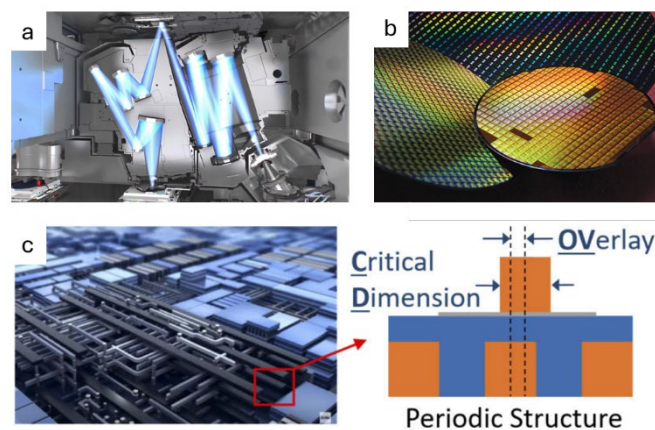 a
b
c
OVerlay
Critical
Dimension
Periodic Structure